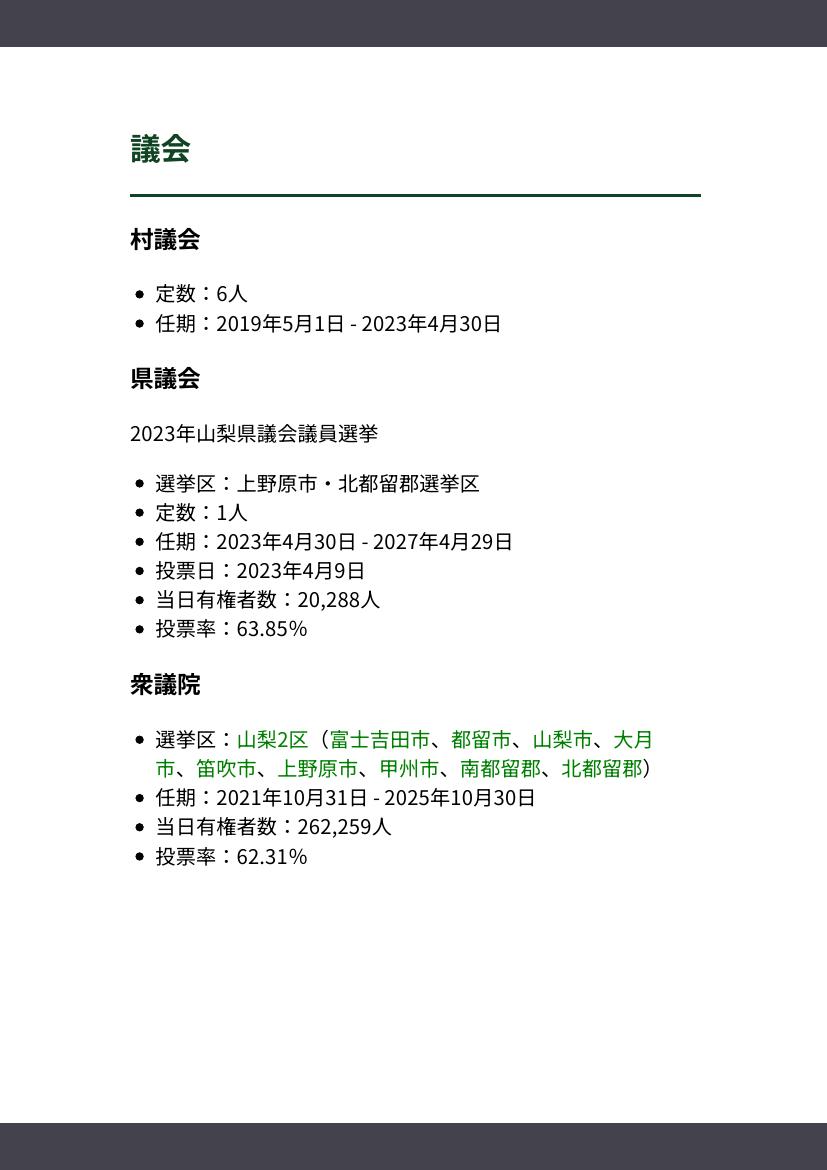 議会
村議会
定数：6人
任期：2019年5月1日 - 2023年4月30日
県議会
2023年山梨県議会議員選挙
選挙区：上野原市・北都留郡選挙区
定数：1人
任期：2023年4月30日 - 2027年4月29日
投票日：2023年4月9日
当日有権者数：20,288人
投票率：63.85％
衆議院
選挙区：山梨2区（富士吉田市、都留市、山梨市、大月
市、笛吹市、上野原市、甲州市、南都留郡、北都留郡）
任期：2021年10月31日 - 2025年10月30日
当日有権者数：262,259人
投票率：62.31％